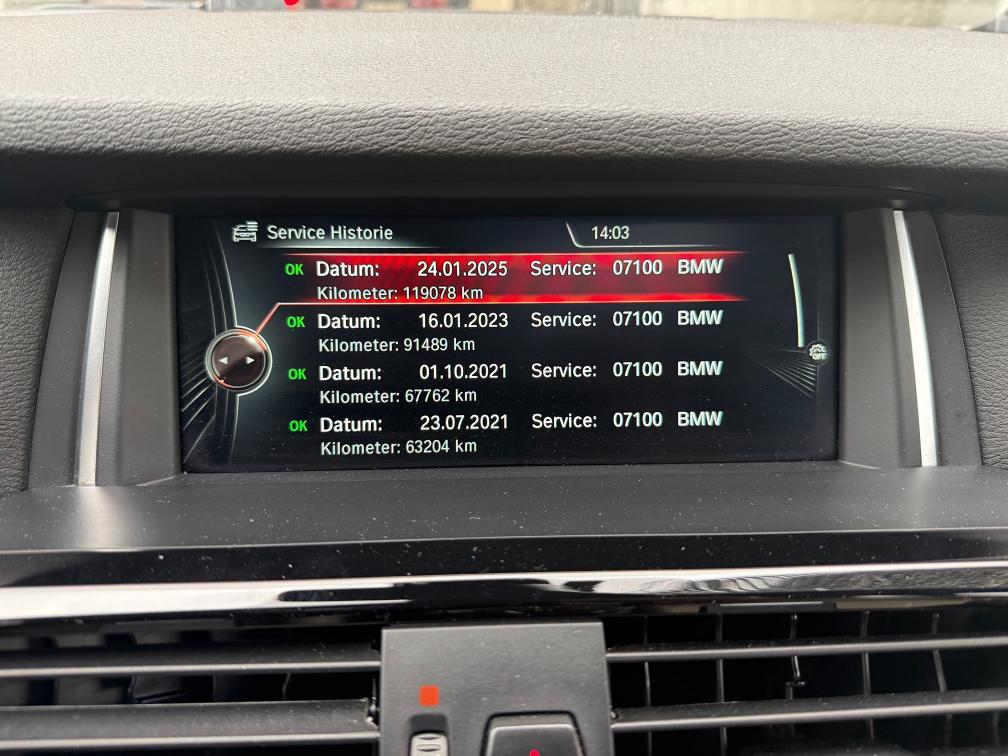 Service Historie 14:03
OK Datum: 24.01.2025 Service: 07100 BMW
Kilometer: 119078 km
OK Datum: 16.01.2023 Service: 07100 BMW
Kilometer: 91489 km
OK Datum: 01.10.2021 Service: 07100 BMW
Kilometer: 67762 km
OK Datum: 23.07.2021 Service: 07100 BMW
Kilometer: 63204 km
OFF